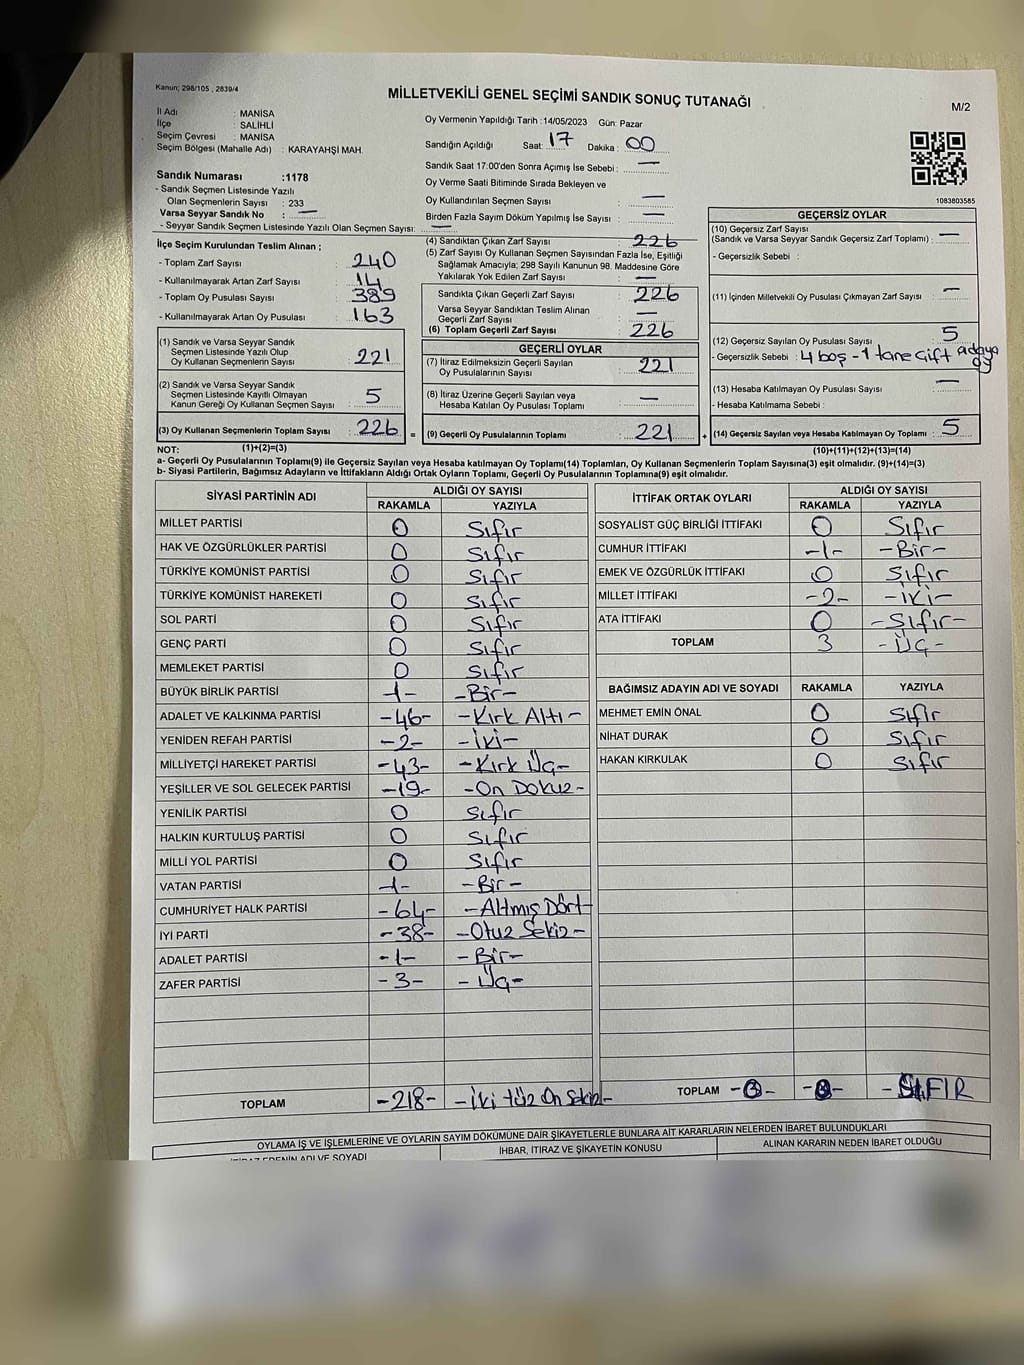 Kanun; 298/105 , 2839/4
MİLLETVEKİLİ GENEL SEÇİMİ SANDIK SONUÇ TUTANAĞI
M/2
İl Adı : MANİSA
İlçe : SALİHLİ
Seçim Çevresi : MANİSA
Seçim Bölgesi (Mahalle Adı) : KARAYAHŞİ MAH.
Sandık Numarası :1178
- Sandık Seçmen Listesinde Yazılı
Olan Seçmenlerin Sayısı : 233
Varsa Seyyar Sandık No : —
- Seyyar Sandık Seçmen Listesinde Yazılı Olan Seçmen Sayısı: —
Oy Vermenin Yapıldığı Tarih :14/05/2023 Gün: Pazar
Sandığın Açıldığı Saat: 17 Dakika : 00
Sandık Saat 17:00'den Sonra Açımış İse Sebebi : —
Oy Verme Saati Bitiminde Sırada Bekleyen ve
Oy Kullandırılan Seçmen Sayısı : —
Birden Fazla Sayım Döküm Yapılmış İse Sayısı : —
1083803585
İlçe Seçim Kurulundan Teslim Alınan ;
- Toplam Zarf Sayısı : 240
- Kullanılmayarak Artan Zarf Sayısı : 14
- Toplam Oy Pusulası Sayısı : 389
- Kullanılmayarak Artan Oy Pusulası : 163
(1) Sandık ve Varsa Seyyar Sandık
Seçmen Listesinde Yazılı Olup
Oy Kullanan Seçmenlerin Sayısı : 221
(2) Sandık ve Varsa Seyyar Sandık
Seçmen Listesinde Kayıtlı Olmayan
Kanun Gereği Oy Kullanan Seçmen Sayısı : 5
(3) Oy Kullanan Seçmenlerin Toplam Sayısı : 226
(4) Sandıktan Çıkan Zarf Sayısı : 226
(5) Zarf Sayısı Oy Kullanan Seçmen Sayısından Fazla İse, Eşitliği
Sağlamak Amacıyla; 298 Sayılı Kanunun 98. Maddesine Göre
Yakılarak Yok Edilen Zarf Sayısı : —
Sandıkta Çıkan Geçerli Zarf Sayısı : 226
Varsa Seyyar Sandıktan Teslim Alınan
Geçerli Zarf Sayısı : —
(6) Toplam Geçerli Zarf Sayısı : 226
GEÇERLİ OYLAR
(7) İtiraz Edilmeksizin Geçerli Sayılan
Oy Pusulalarının Sayısı : 221
(8) İtiraz Üzerine Geçerli Sayılan veya
Hesaba Katılan Oy Pusulası Toplamı : —
= (9) Geçerli Oy Pusulalarının Toplamı : 221 +
GEÇERSİZ OYLAR
(10) Geçersiz Zarf Sayısı
(Sandık ve Varsa Seyyar Sandık Geçersiz Zarf Toplamı) : —
- Geçersizlik Sebebi :
(11) İçinden Milletvekili Oy Pusulası Çıkmayan Zarf Sayısı : —
(12) Geçersiz Sayılan Oy Pusulası Sayısı : 5
- Geçersizlik Sebebi : 4 boş - 1 tane çift adaya
oy
(13) Hesaba Katılmayan Oy Pusulası Sayısı : —
- Hesaba Katılmama Sebebi :
(14) Geçersiz Sayılan veya Hesaba Katılmayan Oy Toplamı : 5
NOT: (1)+(2)=(3) (10)+(11)+(12)+(13)=(14)
a- Geçerli Oy Pusulalarının Toplamı(9) ile Geçersiz Sayılan veya Hesaba katılmayan Oy Toplamı(14) Toplamları, Oy Kullanan Seçmenlerin Toplam Sayısına(3) eşit olmalıdır. (9)+(14)=(3)
b- Siyasi Partilerin, Bağımsız Adayların ve İttifakların Aldığı Ortak Oyların Toplamı, Geçerli Oy Pusulalarının Toplamına(9) eşit olmalıdır.
SİYASİ PARTİNİN ADI ALDIĞI OY SAYISI
RAKAMLA YAZIYLA
MİLLET PARTİSİ 0 Sıfır
HAK VE ÖZGÜRLÜKLER PARTİSİ 0 Sıfır
TÜRKİYE KOMÜNİST PARTİSİ 0 Sıfır
TÜRKİYE KOMÜNİST HAREKETİ 0 Sıfır
SOL PARTİ 0 Sıfır
GENÇ PARTİ 0 Sıfır
MEMLEKET PARTİSİ 0 Sıfır
BÜYÜK BİRLİK PARTİSİ -1- -Bir-
ADALET VE KALKINMA PARTİSİ -46- -Kırk Altı-
YENİDEN REFAH PARTİSİ -2- -İki-
MİLLİYETÇİ HAREKET PARTİSİ -43- -Kırk Üç-
YEŞİLLER VE SOL GELECEK PARTİSİ -19- -On Dokuz-
YENİLİK PARTİSİ 0 Sıfır
HALKIN KURTULUŞ PARTİSİ 0 Sıfır
MİLLİ YOL PARTİSİ 0 Sıfır
VATAN PARTİSİ -1- -Bir-
CUMHURİYET HALK PARTİSİ -64- -Altmış Dört-
İYİ PARTİ -38- -Otuz Sekiz-
ADALET PARTİSİ -1- -Bir-
ZAFER PARTİSİ -3- -Üç-
TOPLAM -218- -İki Yüz On Sekiz-
İTTİFAK ORTAK OYLARI ALDIĞI OY SAYISI
RAKAMLA YAZIYLA
SOSYALİST GÜÇ BİRLİĞİ İTTİFAKI 0 Sıfır
CUMHUR İTTİFAKI -1- -Bir-
EMEK VE ÖZGÜRLÜK İTTİFAKI 0 Sıfır
MİLLET İTTİFAKI -2- -İki-
ATA İTTİFAKI 0 -Sıfır-
TOPLAM 3 -Üç-
BAĞIMSIZ ADAYIN ADI VE SOYADI RAKAMLA YAZIYLA
MEHMET EMİN ÖNAL 0 Sıfır
NİHAT DURAK 0 Sıfır
HAKAN KIRKULAK 0 Sıfır
TOPLAM - SIFIR
OYLAMA İŞ VE İŞLEMLERİNE VE OYLARIN SAYIM DÖKÜMÜNE DAİR ŞİKAYETLERLE BUNLARA AİT KARARLARIN NELERDEN İBARET BULUNDUKLARI
İTİRAZ EDENİN ADI VE SOYADI İHBAR, İTİRAZ VE ŞİKAYETİN KONUSU ALINAN KARARIN NEDEN İBARET OLDUĞU